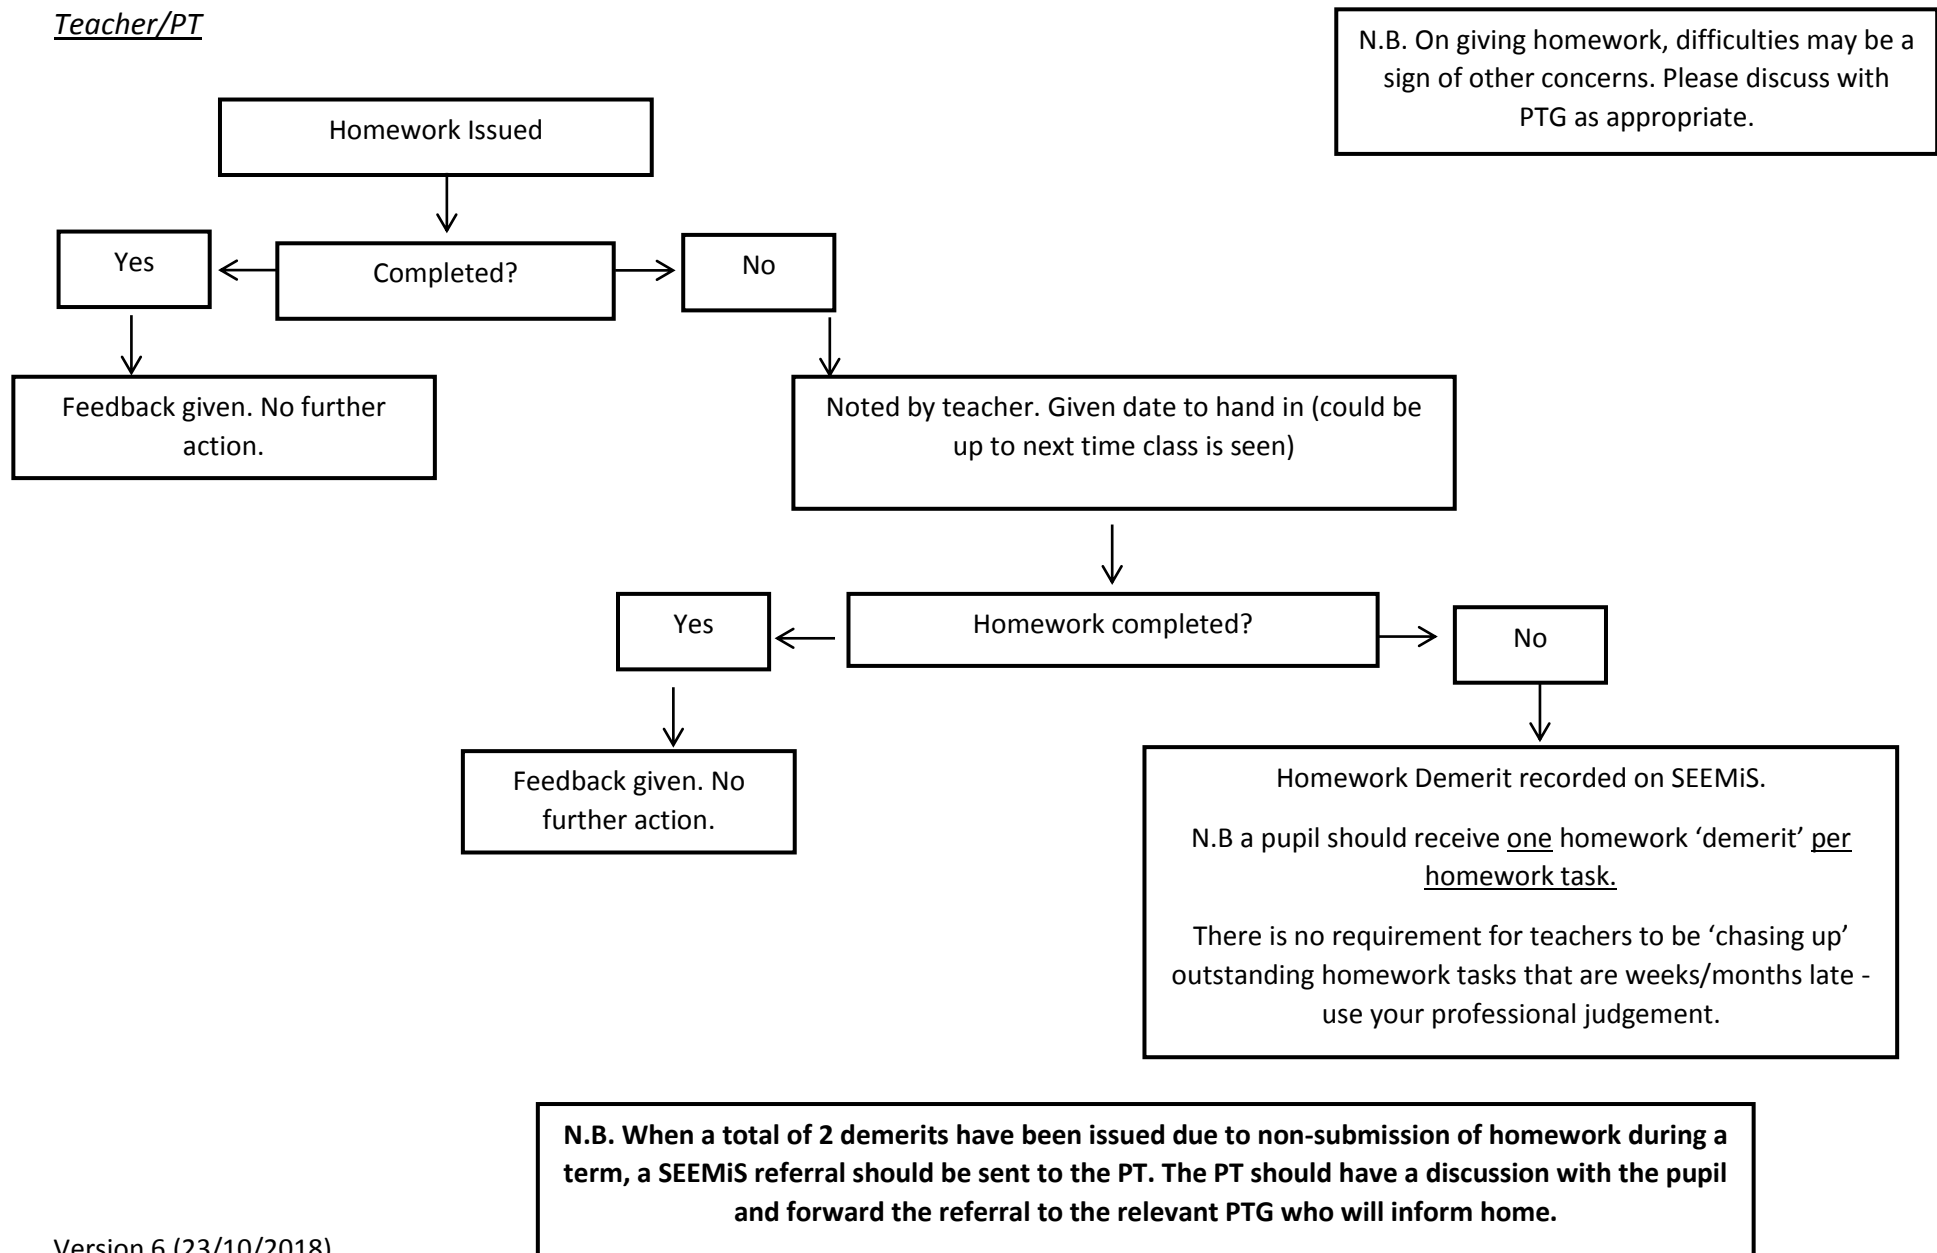 Teacher/PT
N.B. On giving homework, difficulties may be a
sign of other concerns. Please discuss with
PTG as appropriate.
Homework Issued
Yes
Completed?
No
Feedback given. No further
action.
Noted by teacher. Given date to hand in (could be
up to next time class is seen)
Yes
Homework completed?
No
Feedback given. No
further action.
Homework Demerit recorded on SEEMiS.
N.B a pupil should receive one homework ‘demerit’ per
homework task.
There is no requirement for teachers to be ‘chasing up’
outstanding homework tasks that are weeks/months late -
use your professional judgement.
N.B. When a total of 2 demerits have been issued due to non-submission of homework during a
term, a SEEMiS referral should be sent to the PT. The PT should have a discussion with the pupil
and forward the referral to the relevant PTG who will inform home.
Version 6 (23/10/2018)